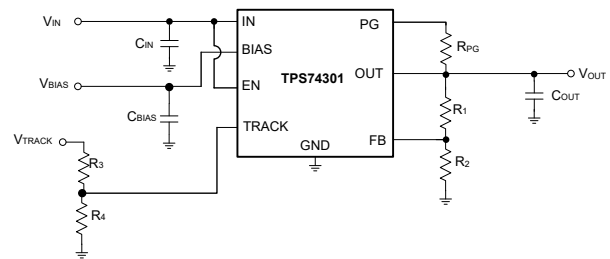 VIN
CIN
IN
PG
RPG
BIAS
TPS74301
OUT
VOUT
VBIAS
EN
CBIAS
R1
COUT
TRACK
FB
GND
VTRACK
R3
R2
R4